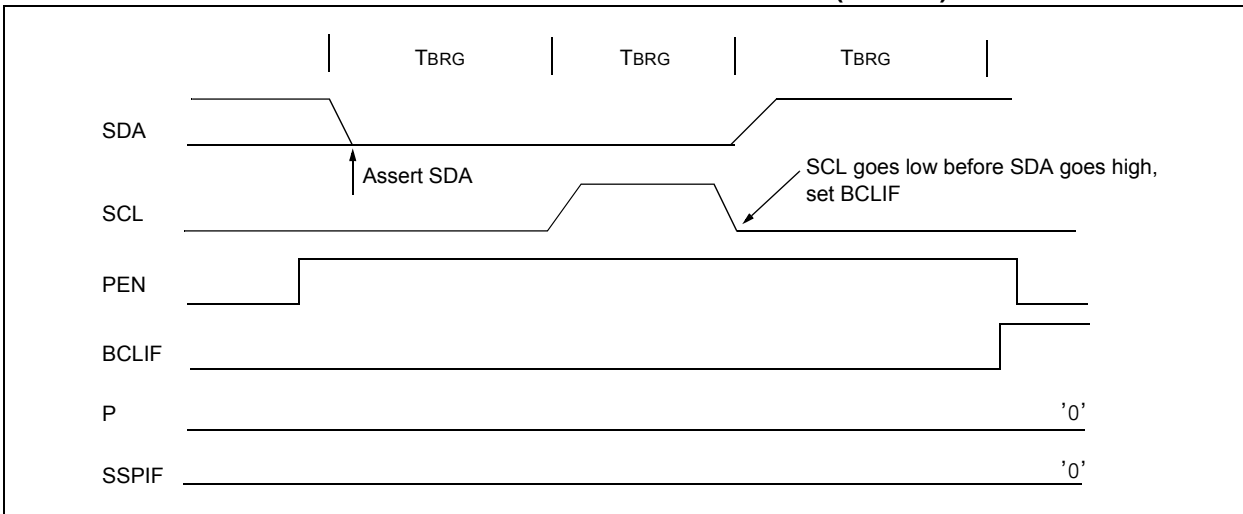 TBRG TBRG TBRG
SDA
Assert SDA
SCL goes low before SDA goes high,
set BCLIF
SCL
PEN
BCLIF
P '0'
SSPIF '0'